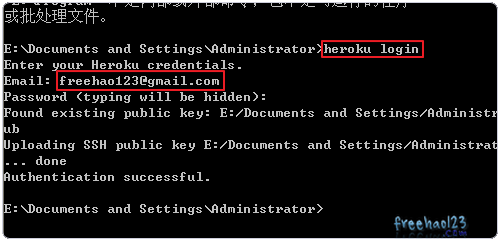 或批处理文件。
E:\Documents and Settings\Administrator>heroku login
Enter your Heroku credentials.
Email: freehao123@gmail.com
Password (typing will be hidden):
Found existing public key: E:/Documents and Settings/Administrat
ub
Uploading SSH public key E:/Documents and Settings/Administrat
... done
Authentication successful.
E:\Documents and Settings\Administrator>
freehao123